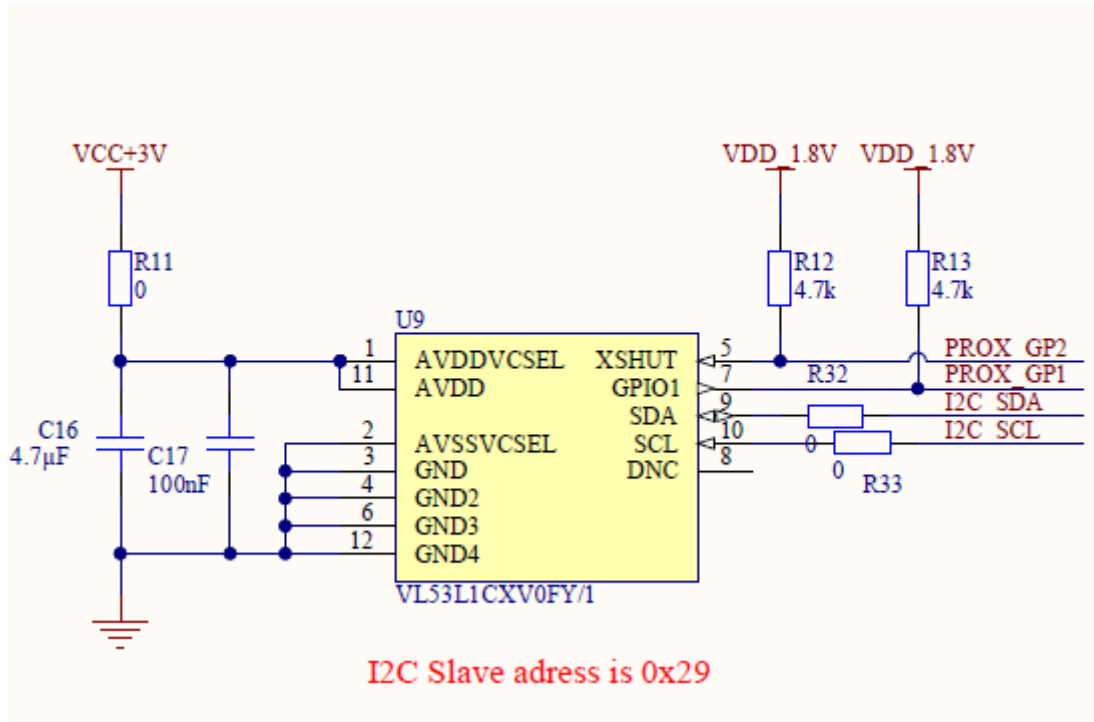 VCC+3V
VDD_1.8V
VDD_1.8V
R11
0
R12
4.7k
R13
4.7k
U9
1
AVDDVCSEL
XSHUT
5
PROX_GP2
11
AVDD
GPIO1
7
R32
PROX_GP1
SDA
9
I2C_SDA
C16
4.7µF
C17
100nF
2
AVSSVCSEL
SCL
10
0
I2C_SCL
3
GND
DNC
8
0
R33
4
GND2
6
GND3
12
GND4
VL53L1CXV0FY/1
I2C Slave adress is 0x29